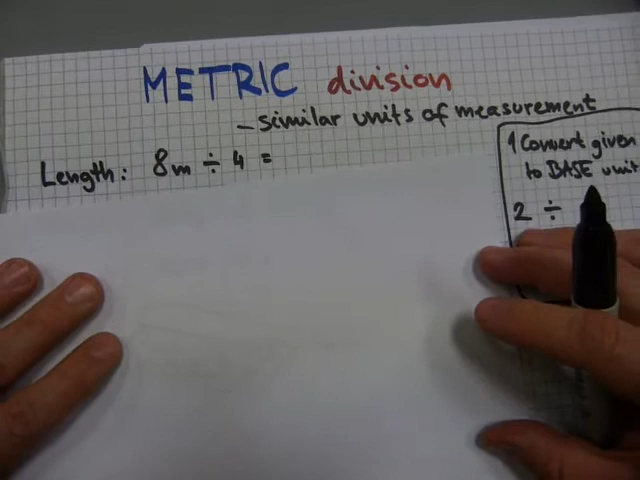 METRIC division
- similar units of measurement
Length: 8m ÷ 4 =
1 Convert given
to BASE unit
2 ÷